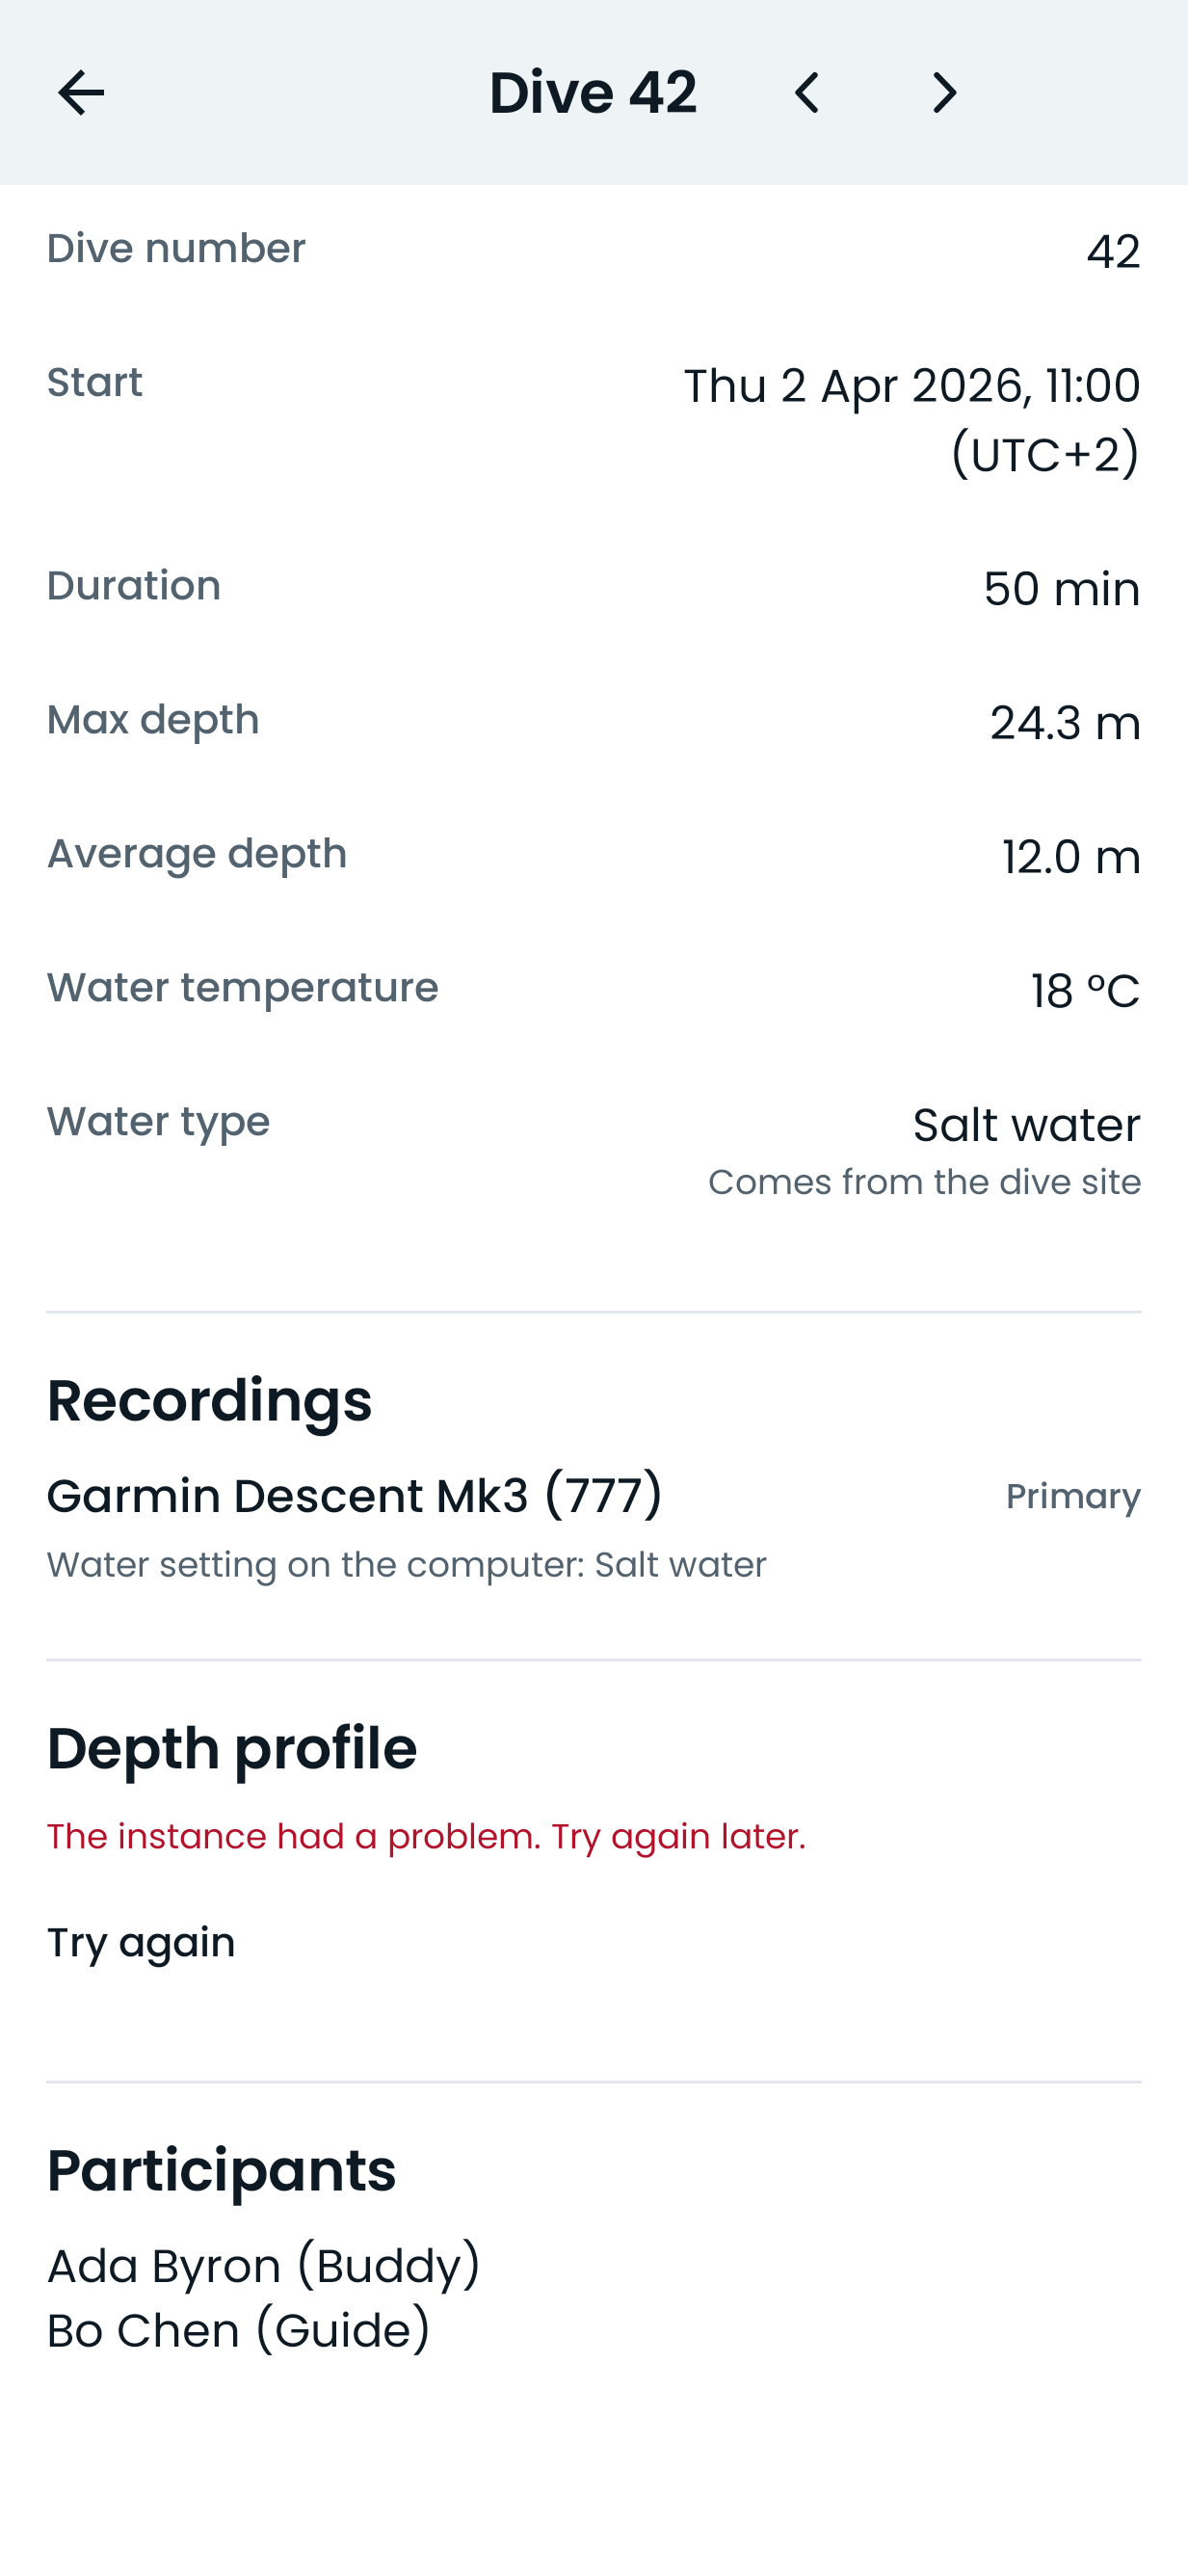 Dive 42
Dive number 42
Start Thu 2 Apr 2026, 11:00
(UTC+2)
Duration 50 min
Max depth 24.3 m
Average depth 12.0 m
Water temperature 18 °C
Water type Salt water
Comes from the dive site
Recordings
Garmin Descent Mk3 (777) Primary
Water setting on the computer: Salt water
Depth profile
The instance had a problem. Try again later.
Try again
Participants
Ada Byron (Buddy)
Bo Chen (Guide)